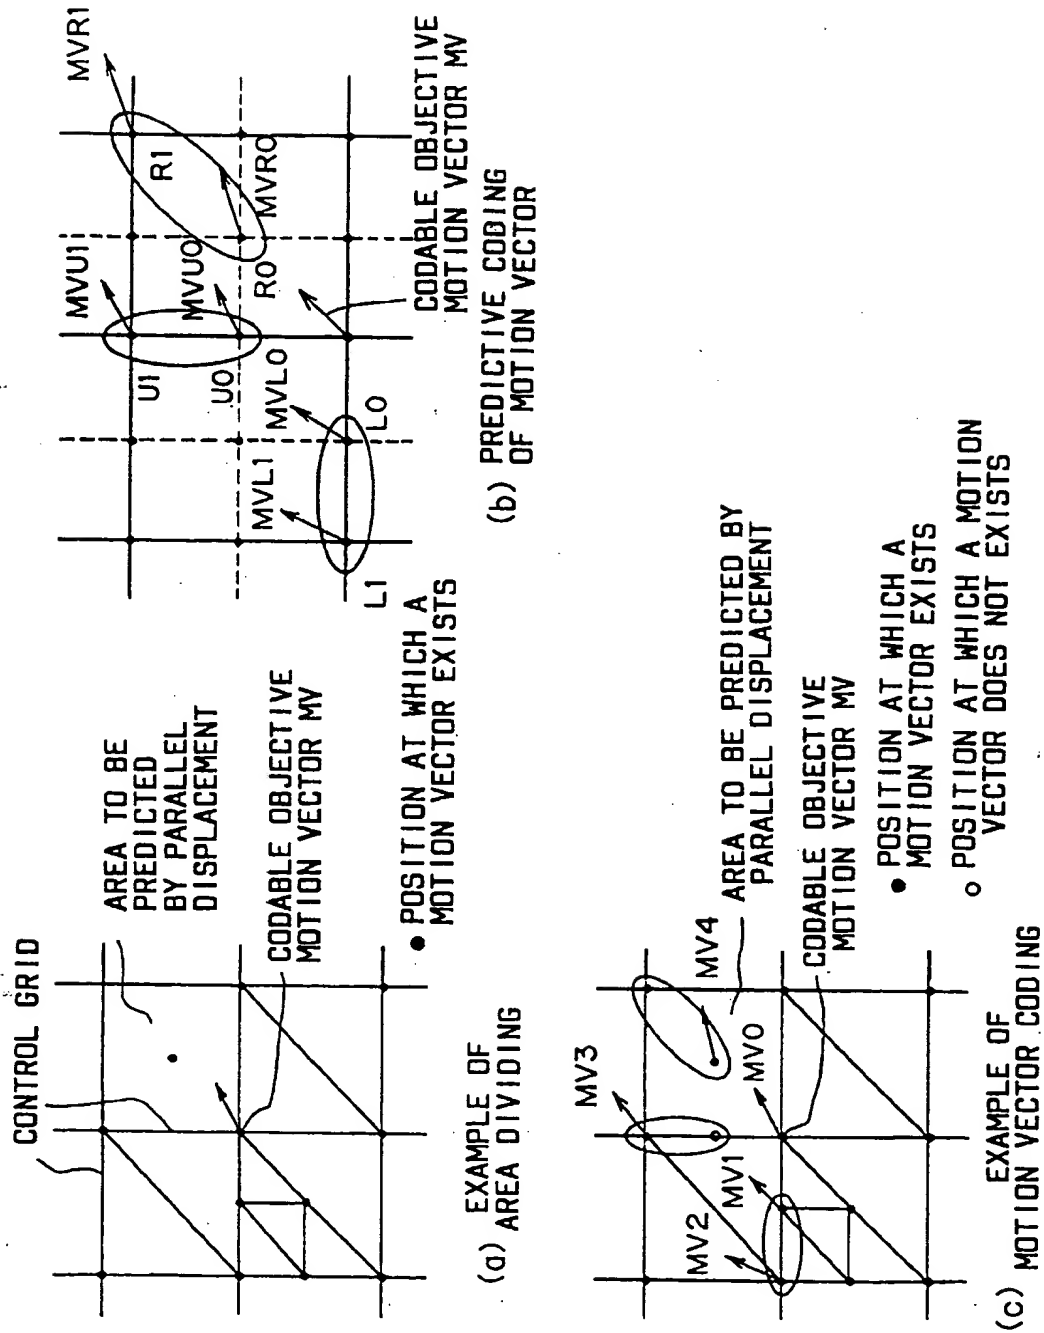 CONTROL GRID
AREA TO BE
PREDICTED
BY PARALLEL
DISPLACEMENT
CODABLE OBJECTIVE
MOTION VECTOR MV
● POSITION AT WHICH A
MOTION VECTOR EXISTS
(a) EXAMPLE OF
AREA DIVIDING
MVU1
MVR1
U1
R1
MVU0
U0
MVR0
R0
MVL1
MVL0
L1
L0
CODABLE OBJECTIVE
MOTION VECTOR MV
(b) PREDICTIVE CODING
OF MOTION VECTOR
MV3
MV4
MV2
MV1
MV0
AREA TO BE PREDICTED BY
PARALLEL DISPLACEMENT
CODABLE OBJECTIVE
MOTION VECTOR MV
● POSITION AT WHICH A
MOTION VECTOR EXISTS
○ POSITION AT WHICH A MOTION
VECTOR DOES NOT EXISTS
(c) EXAMPLE OF
MOTION VECTOR CODING